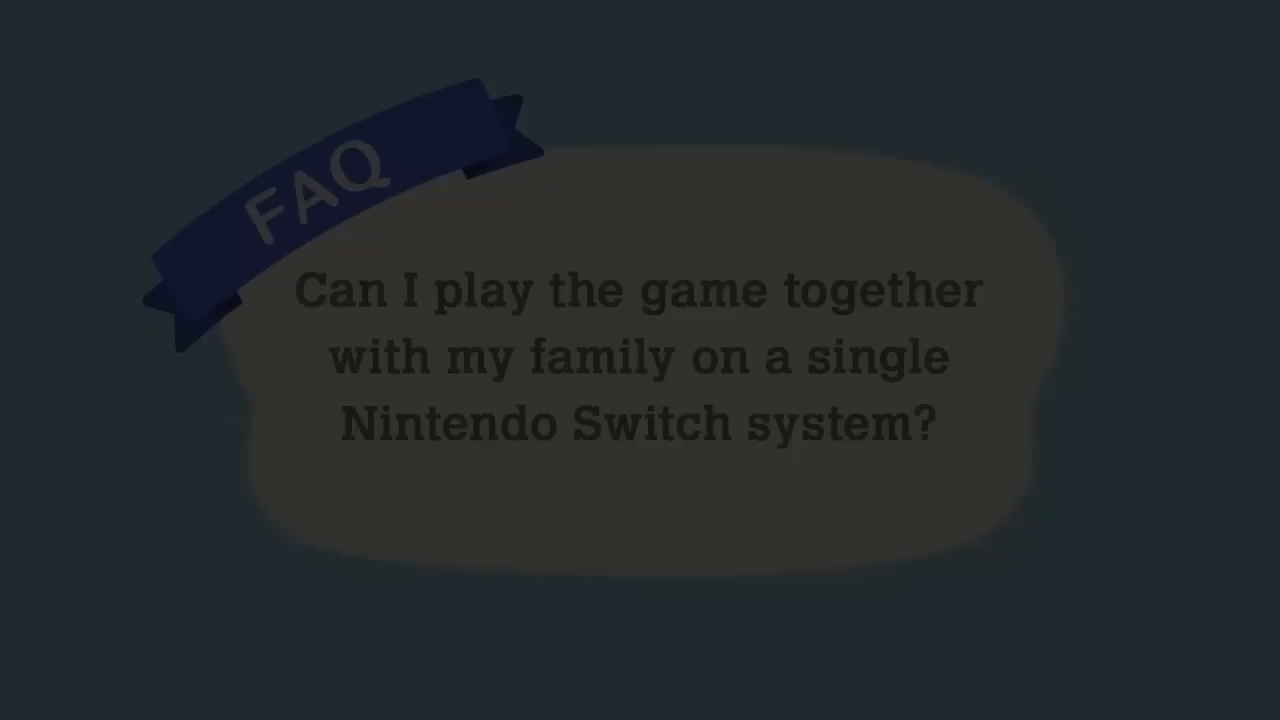 FAQ
Can I play the game together
with my family on a single
Nintendo Switch system?